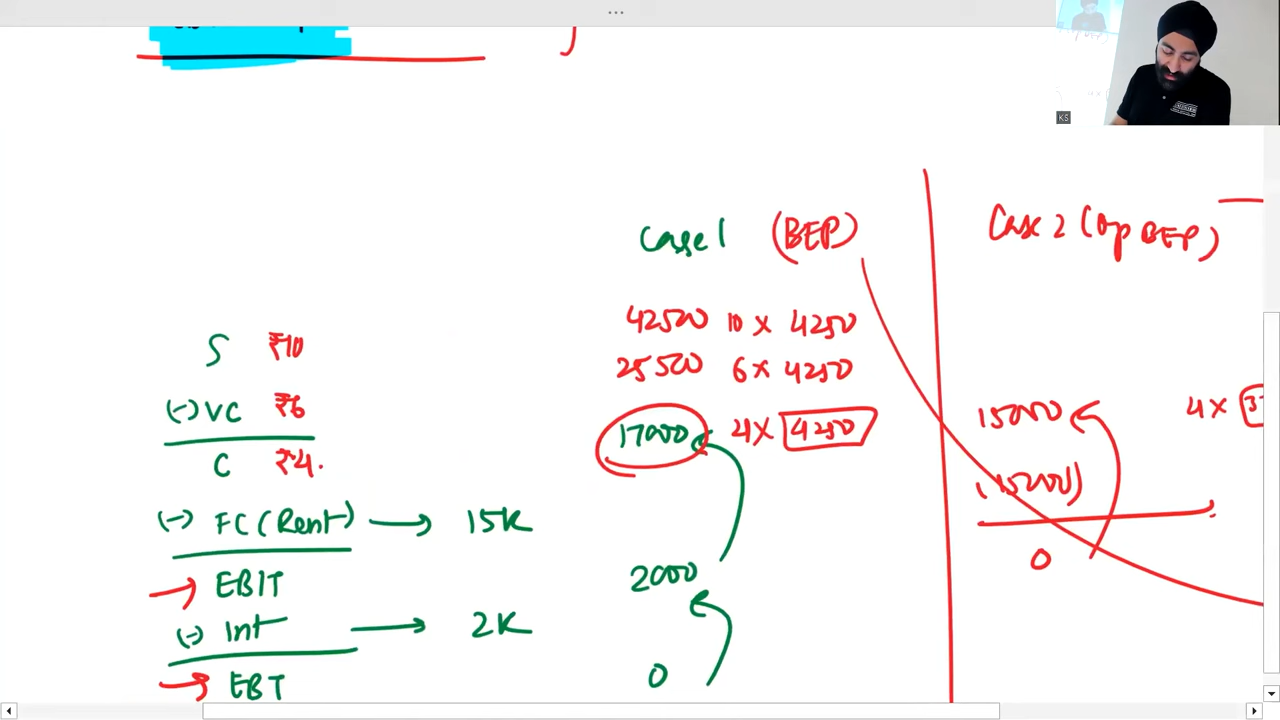 KS
Case 1 (BEP)
Case 2 (Op BEP)
S ₹10
42500 10 x 4250
25500 6 x 4250
(-) VC ₹6
17000 4 x 4250
15000 4 x
C ₹4.
(15000)
(-) FC (Rent) → 15K
0
→ EBIT
2000
(-) Int → 2K
→ EBT
0